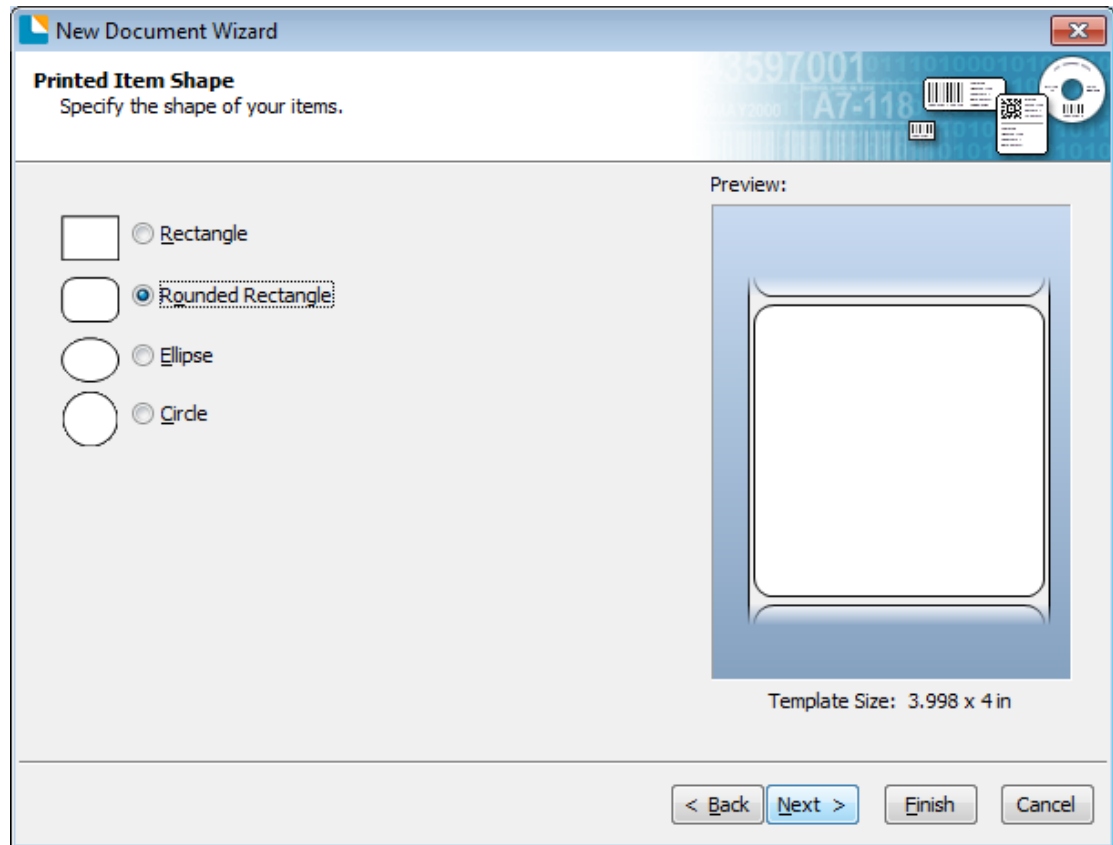 New Document Wizard
Printed Item Shape
Specify the shape of your items.
3597001
A7-118
Preview:
Rectangle
Rounded Rectangle
Ellipse
Circle
Template Size: 3.998 x 4 in
< Back
Next >
Finish
Cancel